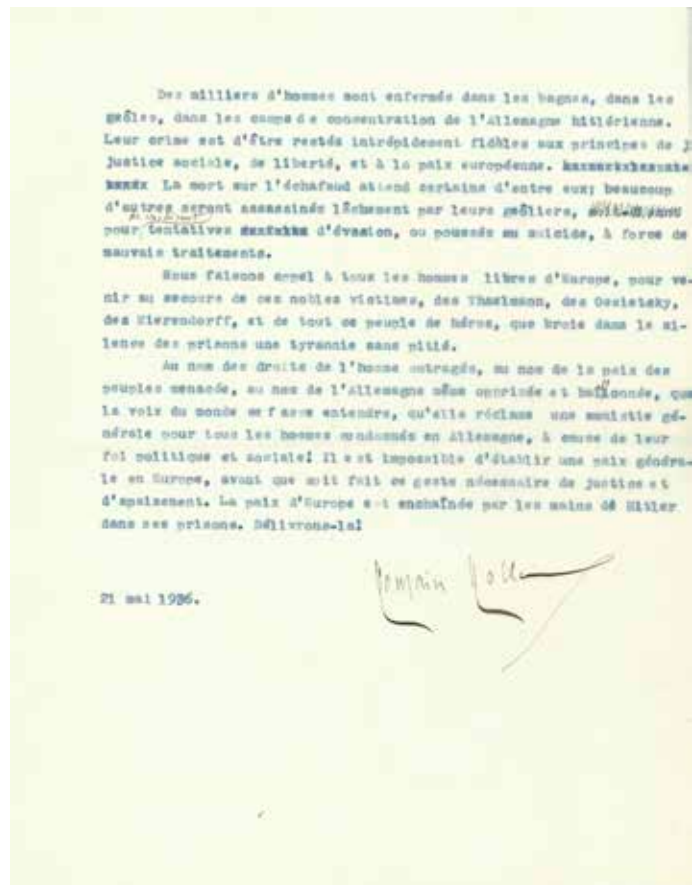 Des milliers d'hommes sont enfermés dans les bagnes, dans les
geôles, dans les camps de concentration de l'Allemagne hitlérienne.
Leur crime est d'être restés intrépidement fidèles aux principes de j
justice sociale, de liberté, et à la paix européenne.
La mort sur l'échafaud attend certains d'entre eux; beaucoup
d'autres seront assassinés lâchement par leurs geôliers,
pour tentatives d'évasion, ou poussés au suicide, à force de
mauvais traitements.
Nous faisons appel à tous les hommes libres d'Europe, pour ve-
nir au secours de ces nobles victimes, des Thaelmann, des Ossietzky,
des Mierendorff, et de tout ce peuple de héros, que broie dans le si-
lence des prisons une tyrannie sans pitié.
Au nom des droits de l'homme outragés, au nom de la paix des
peuples menacée, au nom de l'Allemagne même opprimée et baillonnée, que
la voix du monde se fasse entendre, qu'elle réclame une amnistie gé-
nérale pour tous les hommes condamnés en Allemagne, à cause de leur
foi politique et sociale! Il est impossible d'établir une paix généra-
le en Europe, avant que soit fait ce geste nécessaire de justice et
d'apaisement. La paix d'Europe est enchaînée par les mains de Hitler
dans ses prisons. Délivrons-la!
Romain Rolland
21 mai 1936.